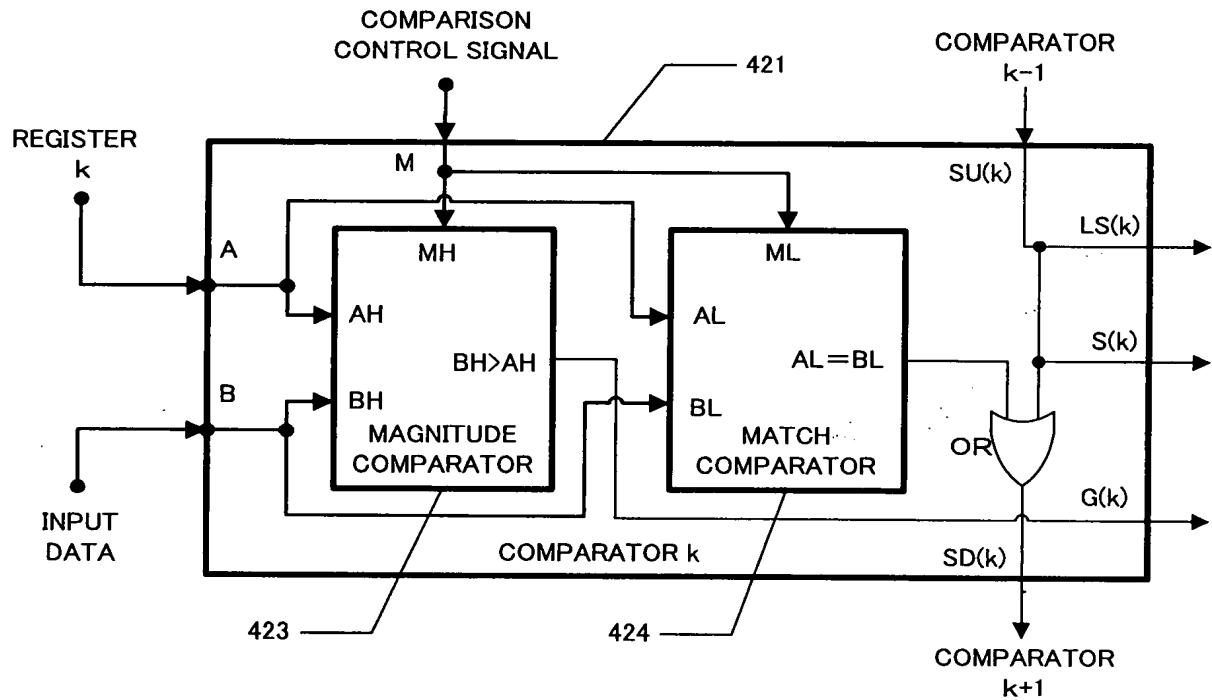 COMPARISON
CONTROL SIGNAL
COMPARATOR
k-1
421
REGISTER
k
M
SU(k)
LS(k)
A
MH
ML
AH
AL
S(k)
BH>AH
AL=BL
B
BH
BL
MAGNITUDE
COMPARATOR
MATCH
COMPARATOR
OR
G(k)
INPUT
DATA
COMPARATOR k
SD(k)
423
424
COMPARATOR
k+1